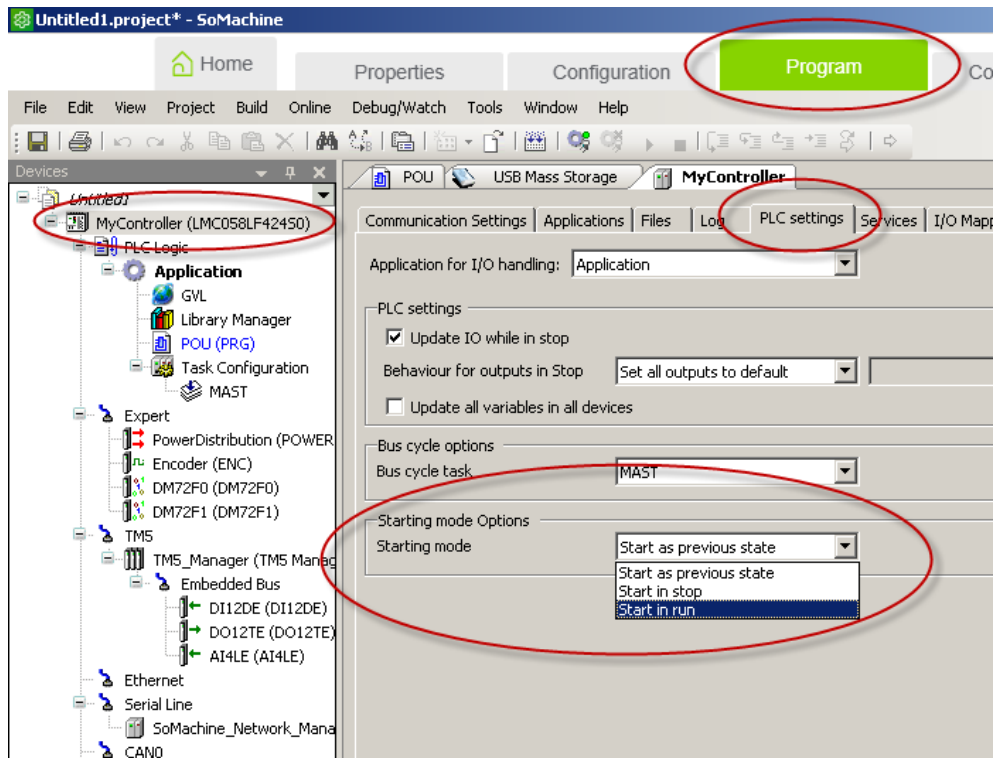 Untitled1.project* - SoMachine
Home
Properties
Configuration
Program
Co
File Edit View Project Build Online Debug/Watch Tools Window Help
Devices
POU
USB Mass Storage
MyController
Untitled1
MyController (LMC058LF424S0)
PLC Logic
Application
GVL
Library Manager
POU (PRG)
Task Configuration
MAST
Expert
PowerDistribution (POWER
Encoder (ENC)
DM72F0 (DM72F0)
DM72F1 (DM72F1)
TM5
TM5_Manager (TM5 Manag
Embedded Bus
DI12DE (DI12DE)
DO12TE (DO12TE)
AI4LE (AI4LE)
Ethernet
Serial Line
SoMachine_Network_Mana
CAN0
Communication Settings Applications Files Log PLC settings Services I/O Mapp
Application for I/O handling: Application
PLC settings
Update IO while in stop
Behaviour for outputs in Stop Set all outputs to default
Update all variables in all devices
Bus cycle options
Bus cycle task MAST
Starting mode Options
Starting mode Start as previous state
Start as previous state
Start in stop
Start in run